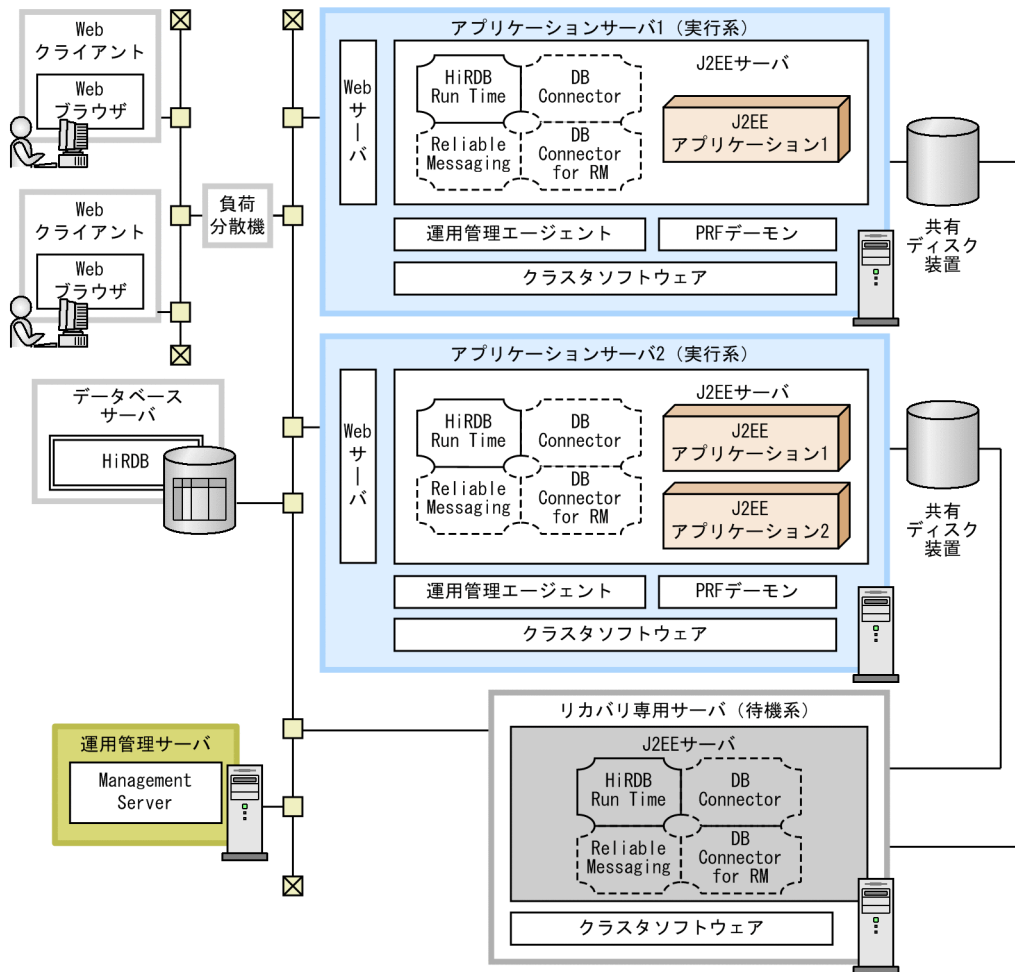 Web
クライアント
Web
ブラウザ
Web
クライアント
Web
ブラウザ
負荷
分散機
データベース
サーバ
HiRDB
運用管理サーバ
Management
Server
アプリケーションサーバ1（実行系）
Webサーバ
J2EEサーバ
HiRDB
Run Time
DB
Connector
Reliable
Messaging
DB
Connector
for RM
J2EE
アプリケーション1
運用管理エージェント
PRFデーモン
クラスタソフトウェア
共有
ディスク
装置
アプリケーションサーバ2（実行系）
Webサーバ
J2EEサーバ
HiRDB
Run Time
DB
Connector
Reliable
Messaging
DB
Connector
for RM
J2EE
アプリケーション1
J2EE
アプリケーション2
運用管理エージェント
PRFデーモン
クラスタソフトウェア
共有
ディスク
装置
リカバリ専用サーバ（待機系）
J2EEサーバ
HiRDB
Run Time
DB
Connector
Reliable
Messaging
DB
Connector
for RM
クラスタソフトウェア